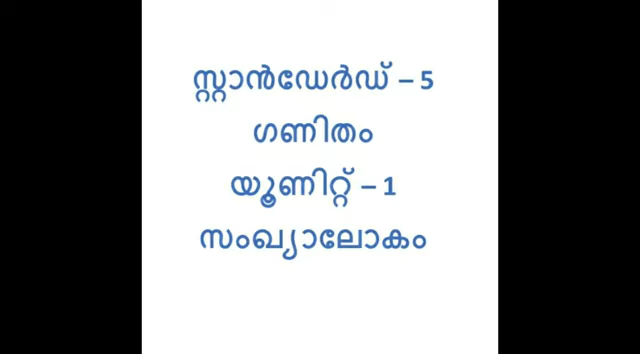 സ്റ്റാൻഡേർഡ് – 5
ഗണിതം
യൂണിറ്റ് – 1
സംഖ്യാലോകം